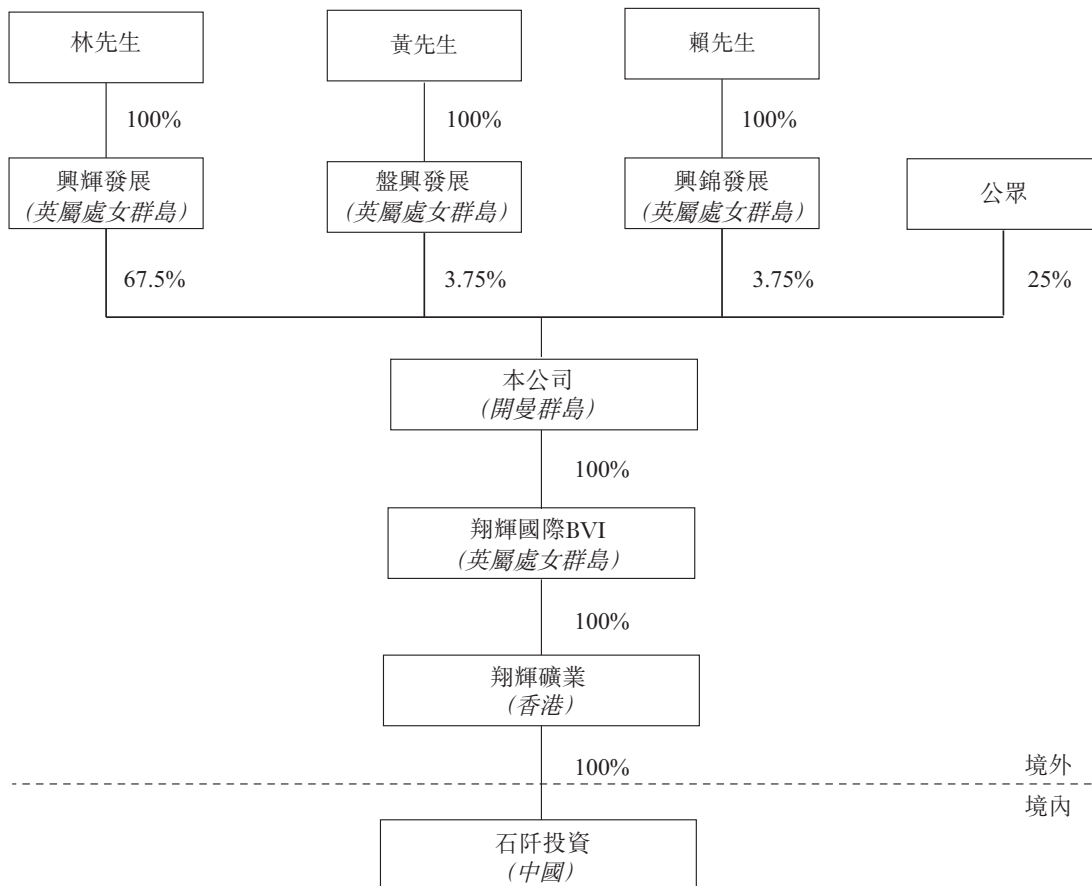 林先生
黃先生
賴先生
100%
100%
100%
興輝發展
(英屬處女群島)
盤興發展
(英屬處女群島)
興錦發展
(英屬處女群島)
公眾
67.5%
3.75%
3.75%
25%
本公司
(開曼群島)
100%
翔輝國際BVI
(英屬處女群島)
100%
翔輝礦業
(香港)
100%
境外
境內
石阡投資
(中國)